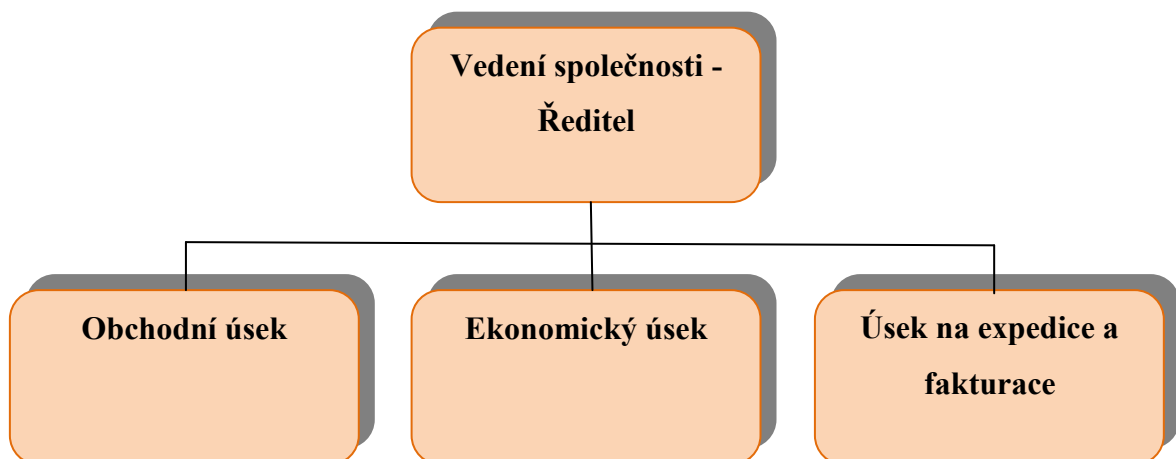 Vedení společnosti -
Ředitel
Obchodní úsek
Ekonomický úsek
Úsek na expedice a
fakturace